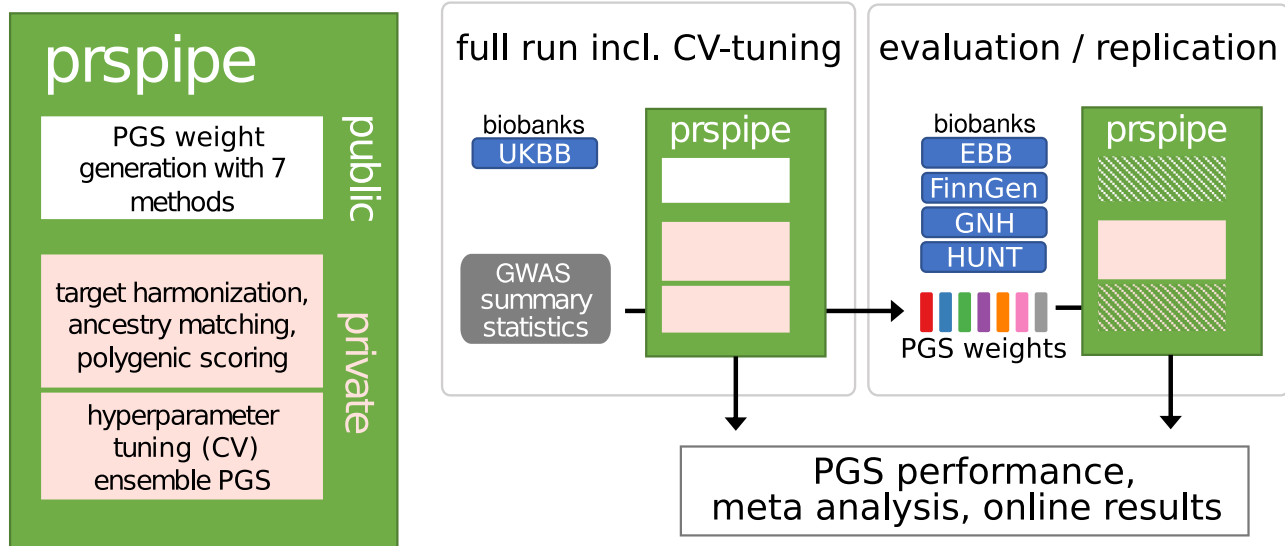 prspipe
PGS weight
generation with 7
methods
public
target harmonization,
ancestry matching,
polygenic scoring
hyperparameter
tuning (CV)
ensemble PGS
private
full run incl. CV-tuning
biobanks
UKBB
GWAS
summary
statistics
prspipe
evaluation / replication
biobanks
EBB
FinnGen
GNH
HUNT
PGS weights
prspipe
PGS performance,
meta analysis, online results